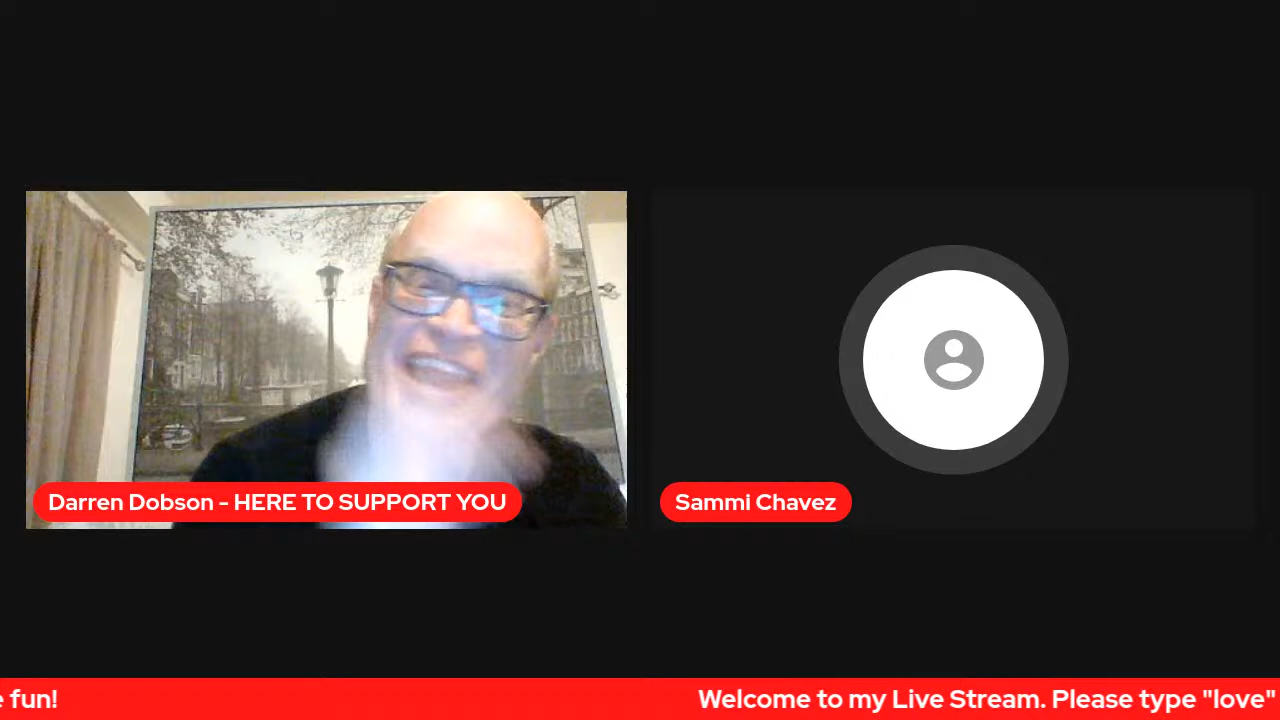 Darren Dobson - HERE TO SUPPORT YOU
Sammi Chavez
fun!
Welcome to my Live Stream. Please type "love"